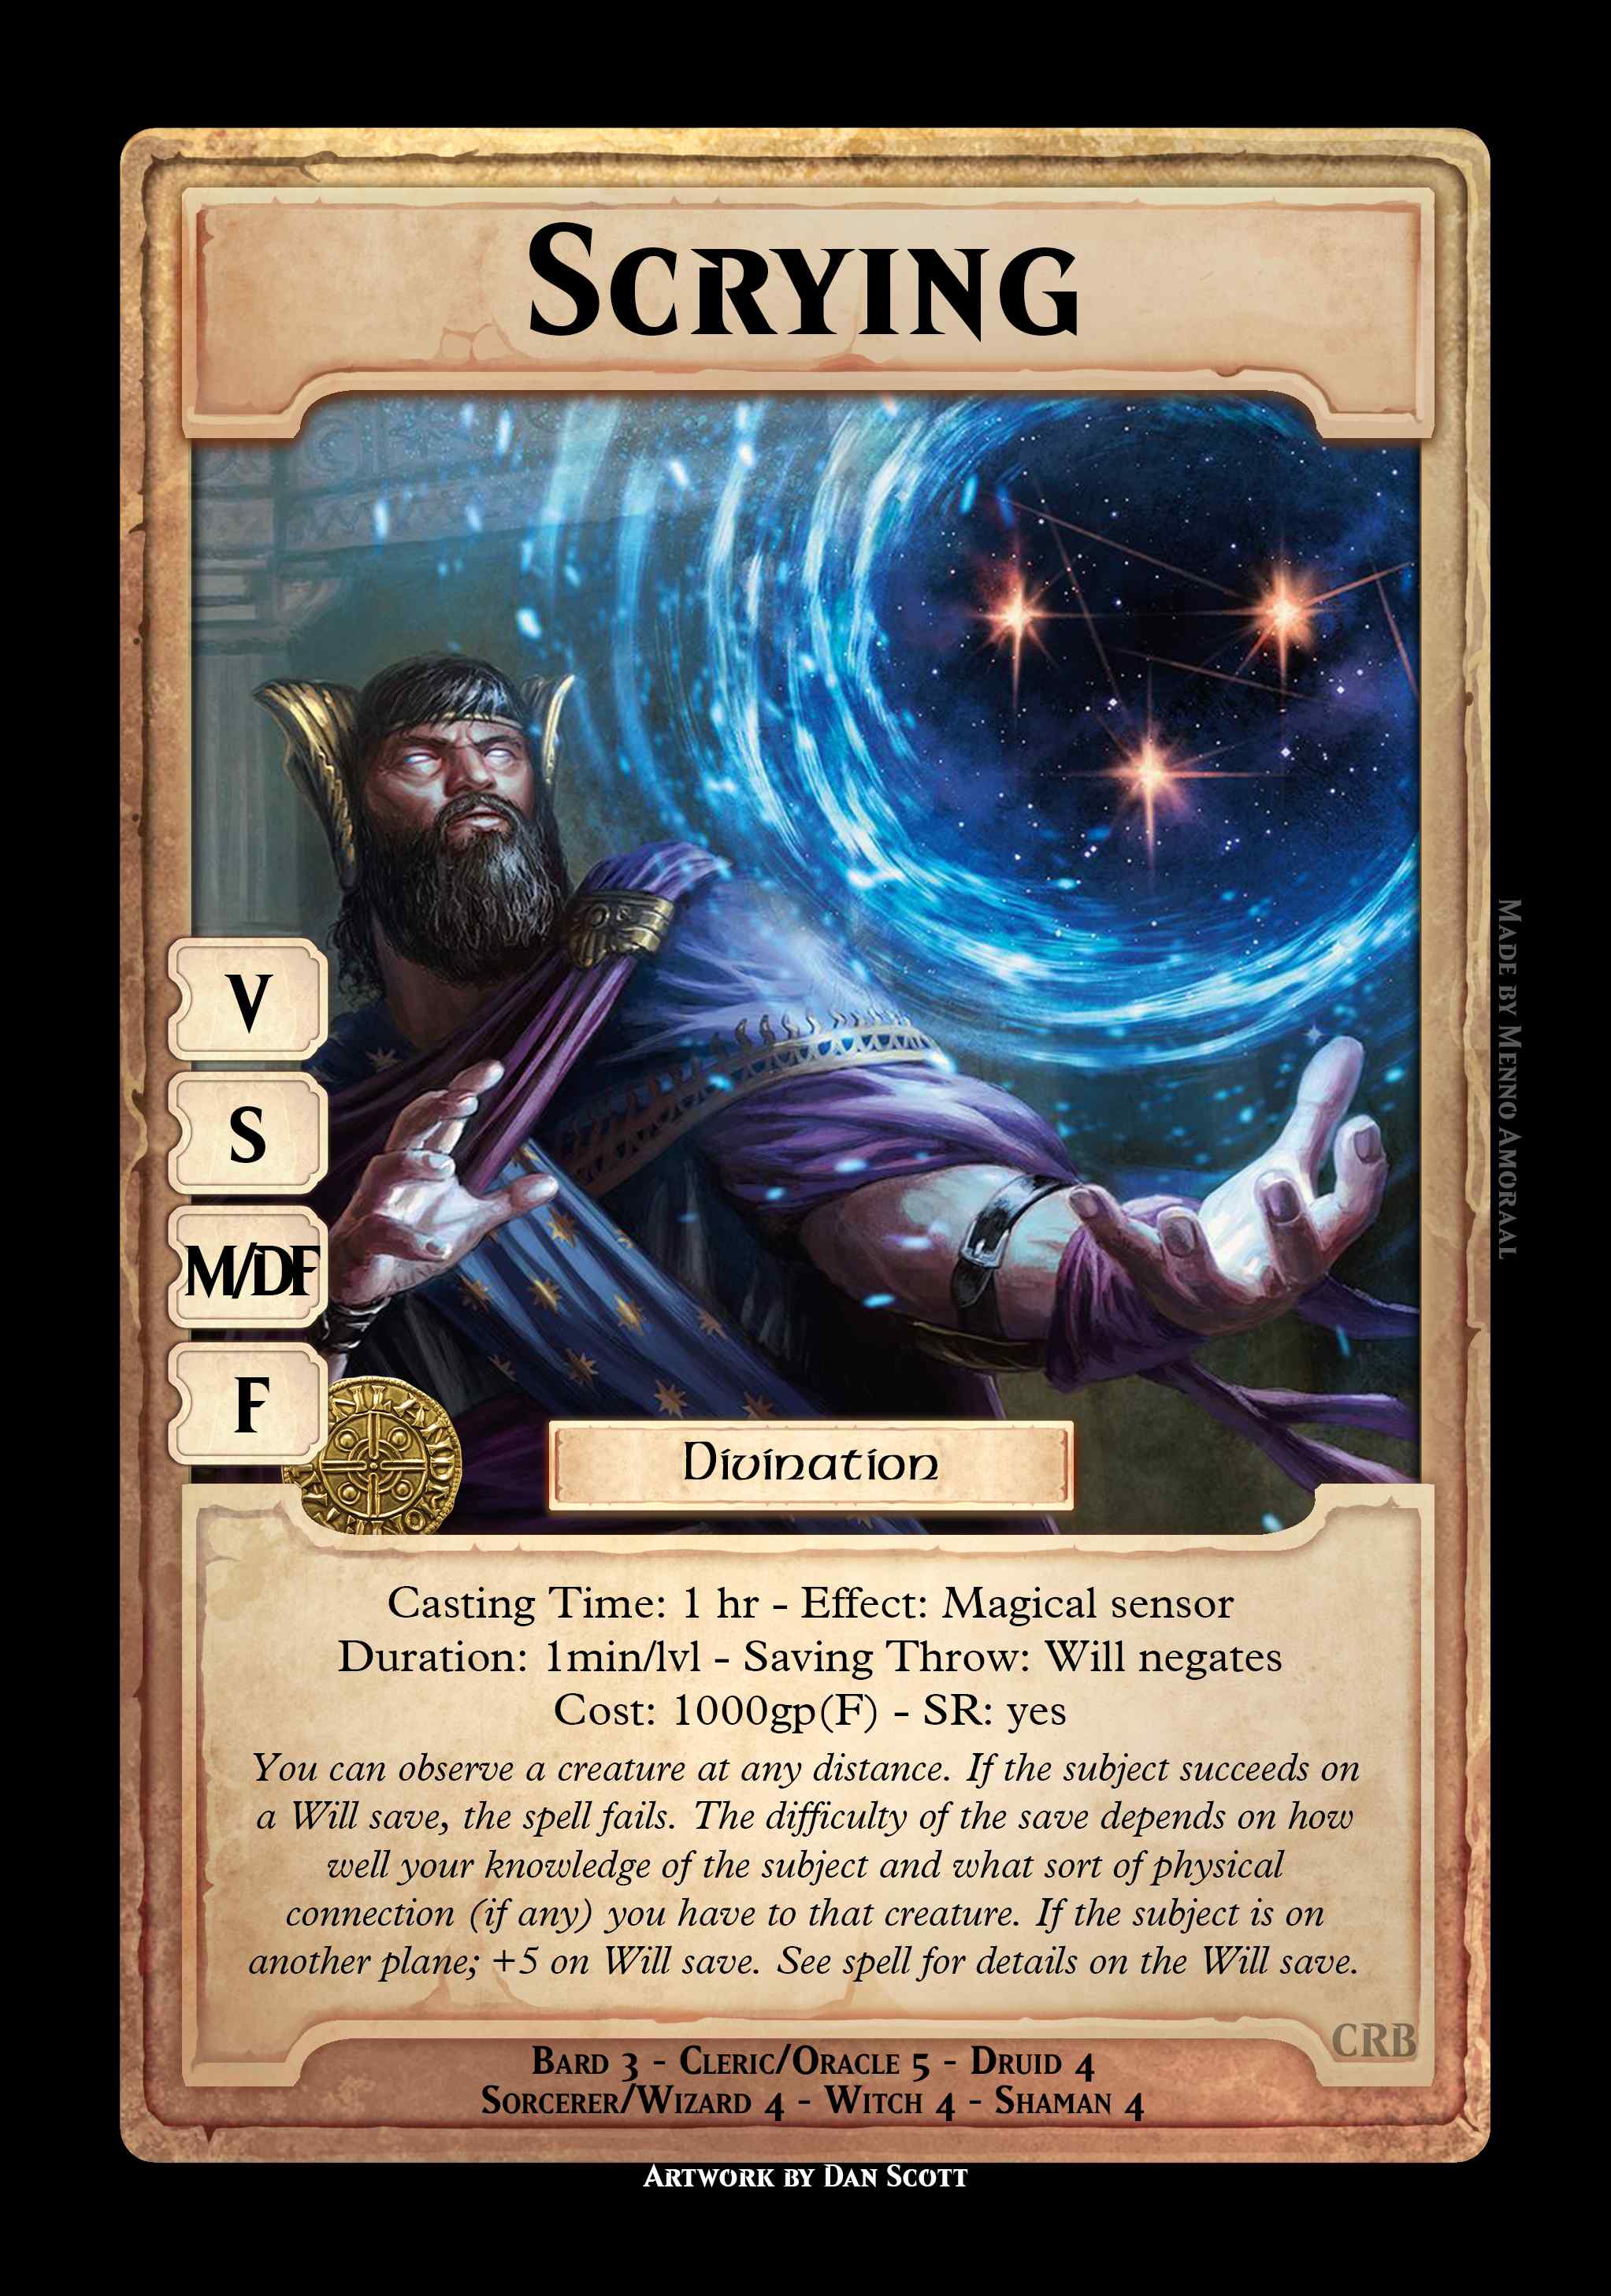 Scrying
V
S
M/DF
F
Divination
Casting Time: 1 hr - Effect: Magical sensor
Duration: 1min/lvl - Saving Throw: Will negates
Cost: 1000gp(F) - SR: yes
You can observe a creature at any distance. If the subject succeeds on
a Will save, the spell fails. The difficulty of the save depends on how
well your knowledge of the subject and what sort of physical
connection (if any) you have to that creature. If the subject is on
another plane; +5 on Will save. See spell for details on the Will save.
CRB
Bard 3 - Cleric/Oracle 5 - Druid 4
Sorcerer/Wizard 4 - Witch 4 - Shaman 4
Artwork by Dan Scott
Made by Menno Amoraal